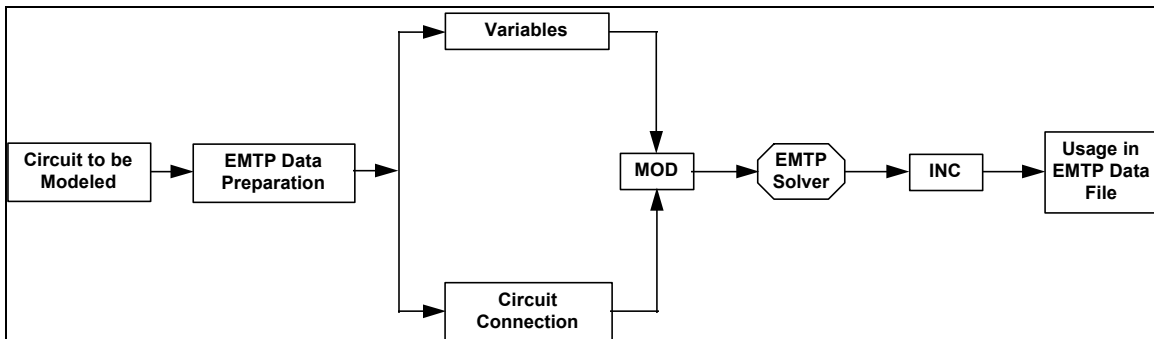 Variables
Circuit to be
Modeled
EMTP Data
Preparation
MOD
EMTP
Solver
INC
Usage in
EMTP Data
File
Circuit
Connection